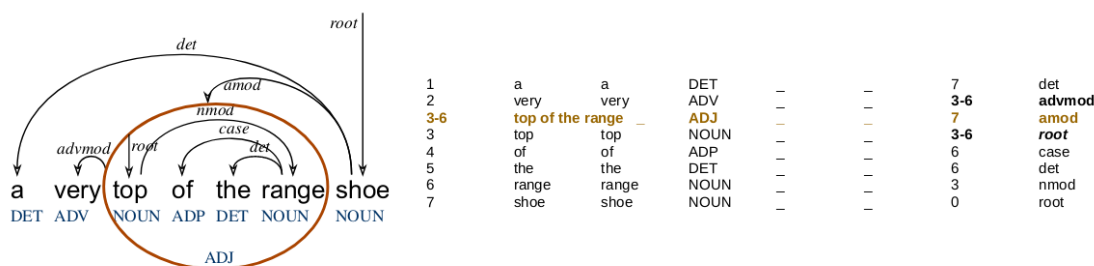 root
det
amod
nmod
case
advmod root det
a very top of the range shoe
DET ADV NOUN ADP DET NOUN NOUN
ADJ
1 a a DET _ _ 7 det
2 very very ADV _ _ 3-6 advmod
3-6 top of the range _ ADJ _ _ 7 amod
3 top top NOUN _ _ 3-6 root
4 of of ADP _ _ 6 case
5 the the DET _ _ 6 det
6 range range NOUN _ _ 3 nmod
7 shoe shoe NOUN _ _ 0 root